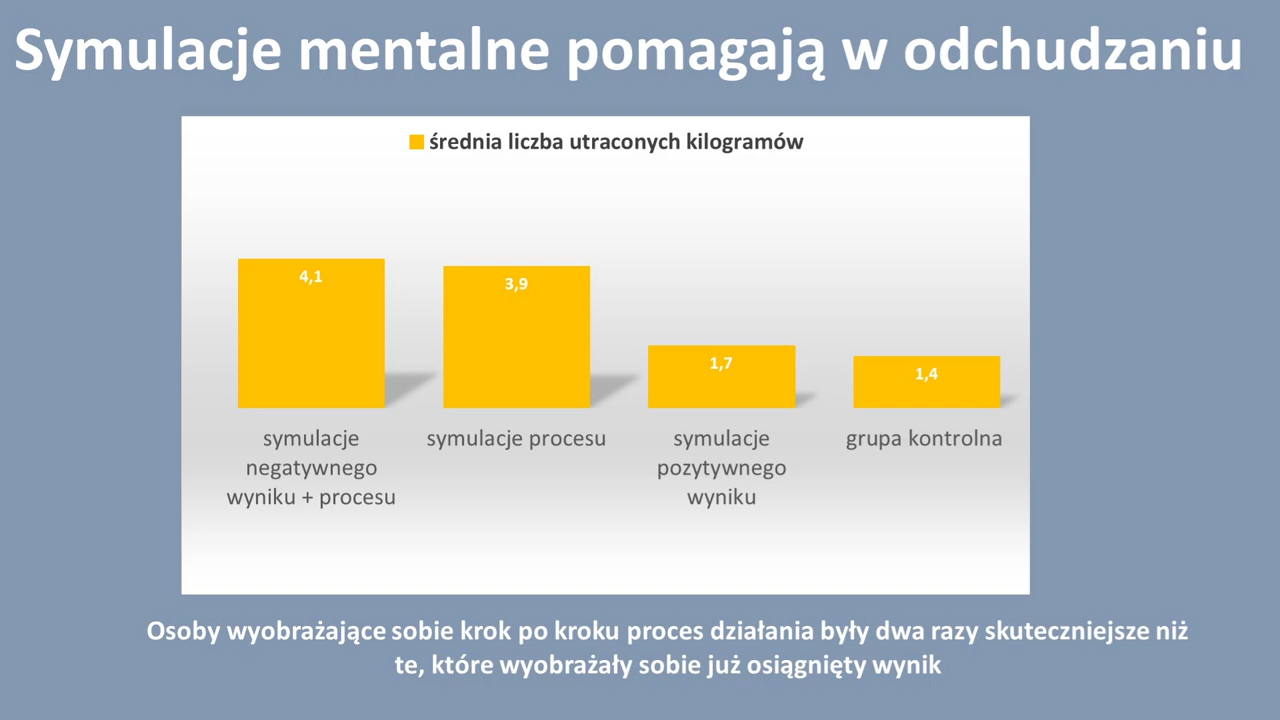 Symulacje mentalne pomagają w odchudzaniu
średnia liczba utraconych kilogramów
4,1
3,9
1,7
1,4
symulacje
negatywnego
wyniku + procesu
symulacje procesu
symulacje
pozytywnego
wyniku
grupa kontrolna
Osoby wyobrażające sobie krok po kroku proces działania były dwa razy skuteczniejsze niż
te, które wyobrażały sobie już osiągnięty wynik